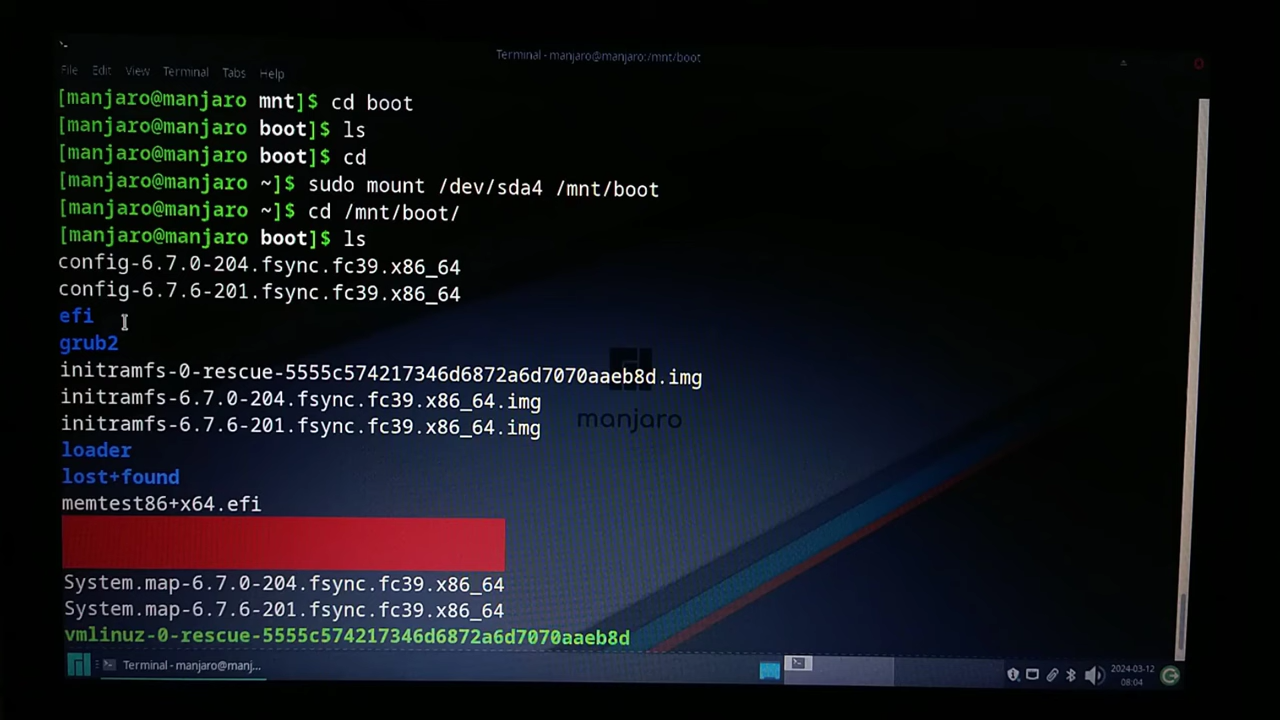 Terminal - manjaro@manjaro:/mnt/boot
File Edit View Terminal Tabs Help
[manjaro@manjaro mnt]$ cd boot
[manjaro@manjaro boot]$ ls
[manjaro@manjaro boot]$ cd
[manjaro@manjaro ~]$ sudo mount /dev/sda4 /mnt/boot
[manjaro@manjaro ~]$ cd /mnt/boot/
[manjaro@manjaro boot]$ ls
config-6.7.0-204.fsync.fc39.x86_64
config-6.7.6-201.fsync.fc39.x86_64
efi
grub2
initramfs-0-rescue-5555c574217346d6872a6d7070aaeb8d.img
initramfs-6.7.0-204.fsync.fc39.x86_64.img
initramfs-6.7.6-201.fsync.fc39.x86_64.img
manjaro
loader
lost+found
memtest86+x64.efi
System.map-6.7.0-204.fsync.fc39.x86_64
System.map-6.7.6-201.fsync.fc39.x86_64
vmlinuz-0-rescue-5555c574217346d6872a6d7070aaeb8d
Terminal - manjaro@manj...
2024-03-12
08:04